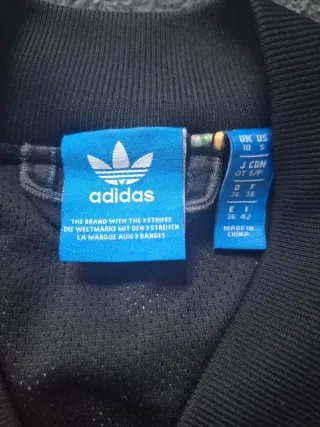 adidas
THE BRAND WITH THE 3 STRIPES
DIE WELTMARKE MIT DEN 3 STREIFEN
LA MARQUE AUX 3 BANDES
UK US
10 S
J CDN
OT S/P
D F
36 38
E I
36 42
MADE IN
CHINA